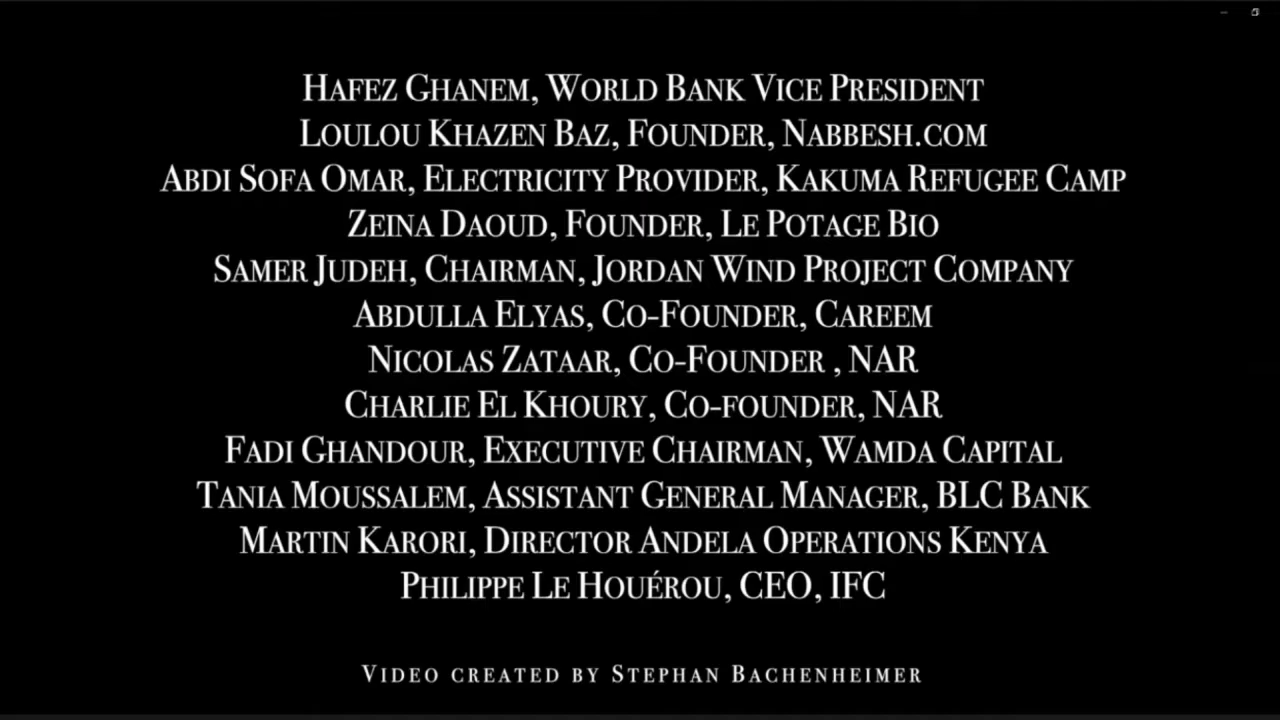 Hafez Ghanem, World Bank Vice President
Loulou Khazen Baz, Founder, Nabbesh.com
Abdi Sofa Omar, Electricity Provider, Kakuma Refugee Camp
Zeina Daoud, Founder, Le Potage Bio
Samer Judeh, Chairman, Jordan Wind Project Company
Abdulla Elyas, Co-Founder, Careem
Nicolas Zataar, Co-Founder , NAR
Charlie El Khoury, Co-founder, NAR
Fadi Ghandour, Executive Chairman, Wamda Capital
Tania Moussalem, Assistant General Manager, BLC Bank
Martin Karori, Director Andela Operations Kenya
Philippe Le Houérou, CEO, IFC
Video created by Stephan Bachenheimer